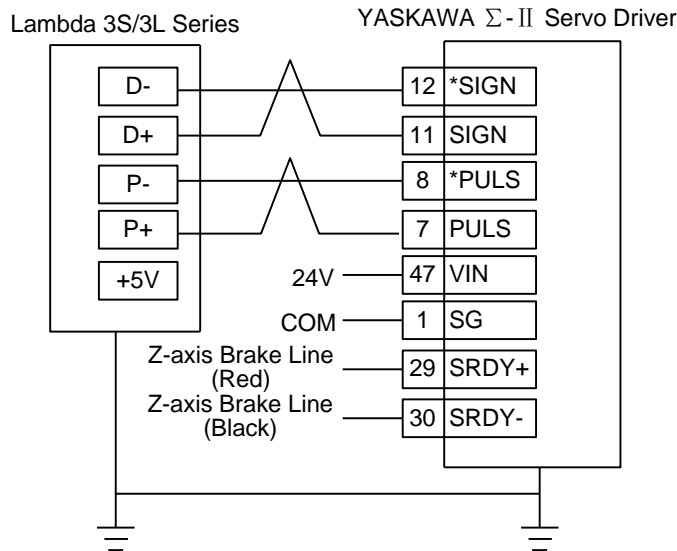 Lambda 3S/3L Series
YASKAWA Σ-Ⅱ Servo Driver
D-
12 *SIGN
D+
11 SIGN
P-
8 *PULS
P+
7 PULS
+5V
24V
47 VIN
COM
1 SG
Z-axis Brake Line
(Red)
29 SRDY+
Z-axis Brake Line
(Black)
30 SRDY-